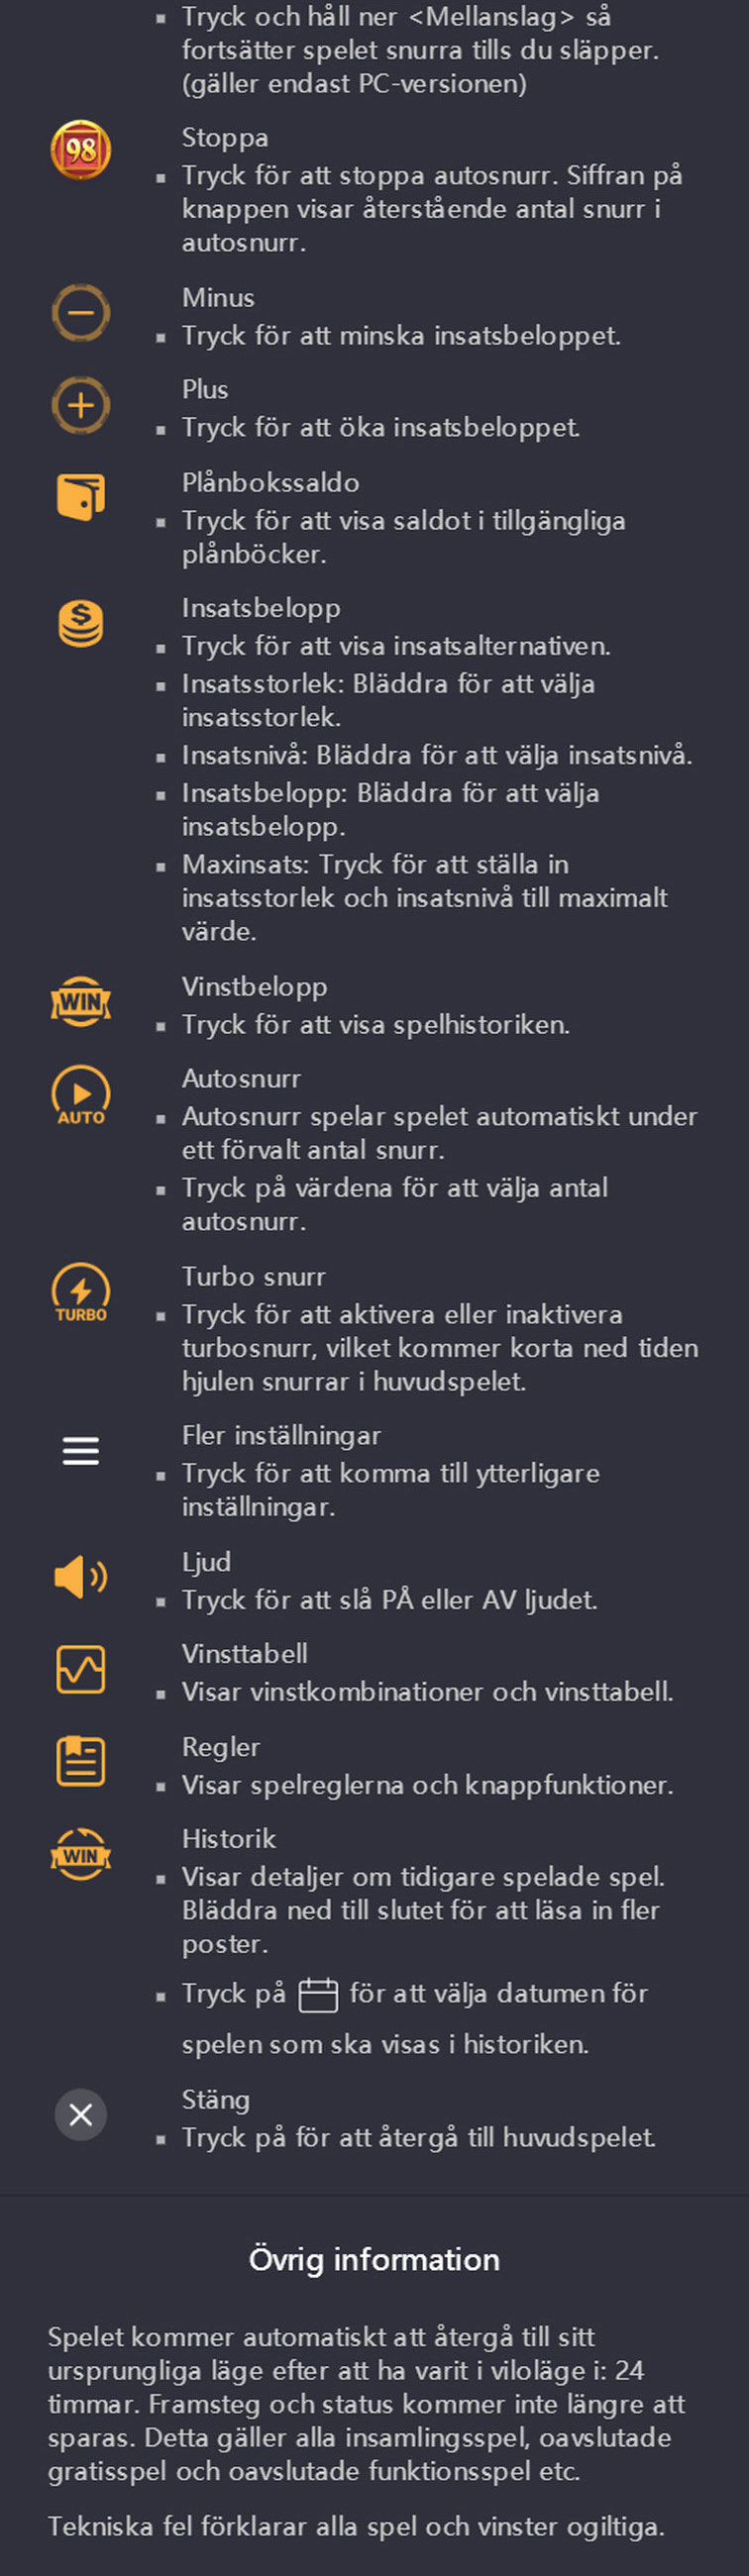 Tryck och håll ner <Mellanslag> så
fortsätter spelet snurra tills du släpper.
(gäller endast PC-versionen)
98
Stoppa
Tryck för att stoppa autosnurr. Siffran på
knappen visar återstående antal snurr i
autosnurr.
Minus
Tryck för att minska insatsbeloppet.
Plus
Tryck för att öka insatsbeloppet.
Plånbokssaldo
Tryck för att visa saldot i tillgängliga
plånböcker.
$
Insatsbelopp
Tryck för att visa insatsalternativen.
Insatsstorlek: Bläddra för att välja
insatsstorlek.
Insatsnivå: Bläddra för att välja insatsnivå.
Insatsbelopp: Bläddra för att välja
insatsbelopp.
Maxinsats: Tryck för att ställa in
insatsstorlek och insatsnivå till maximalt
värde.
WIN
Vinstbelopp
Tryck för att visa spelhistoriken.
AUTO
Autosnurr
Autosnurr spelar spelet automatiskt under
ett förvalt antal snurr.
Tryck på värdena för att välja antal
autosnurr.
TURBO
Turbo snurr
Tryck för att aktivera eller inaktivera
turbosnurr, vilket kommer korta ned tiden
hjulen snurrar i huvudspelet.
Fler inställningar
Tryck för att komma till ytterligare
inställningar.
Ljud
Tryck för att slå PÅ eller AV ljudet.
Vinsttabell
Visar vinstkombinationer och vinsttabell.
Regler
Visar spelreglerna och knappfunktioner.
WIN
Historik
Visar detaljer om tidigare spelade spel.
Bläddra ned till slutet för att läsa in fler
poster.
Tryck på för att välja datumen för
spelen som ska visas i historiken.
Stäng
Tryck på för att återgå till huvudspelet.
Övrig information
Spelet kommer automatiskt att återgå till sitt
ursprungliga läge efter att ha varit i viloläge i: 24
timmar. Framsteg och status kommer inte längre att
sparas. Detta gäller alla insamlingsspel, oavslutade
gratisspel och oavslutade funktionsspel etc.
Tekniska fel förklarar alla spel och vinster ogiltiga.